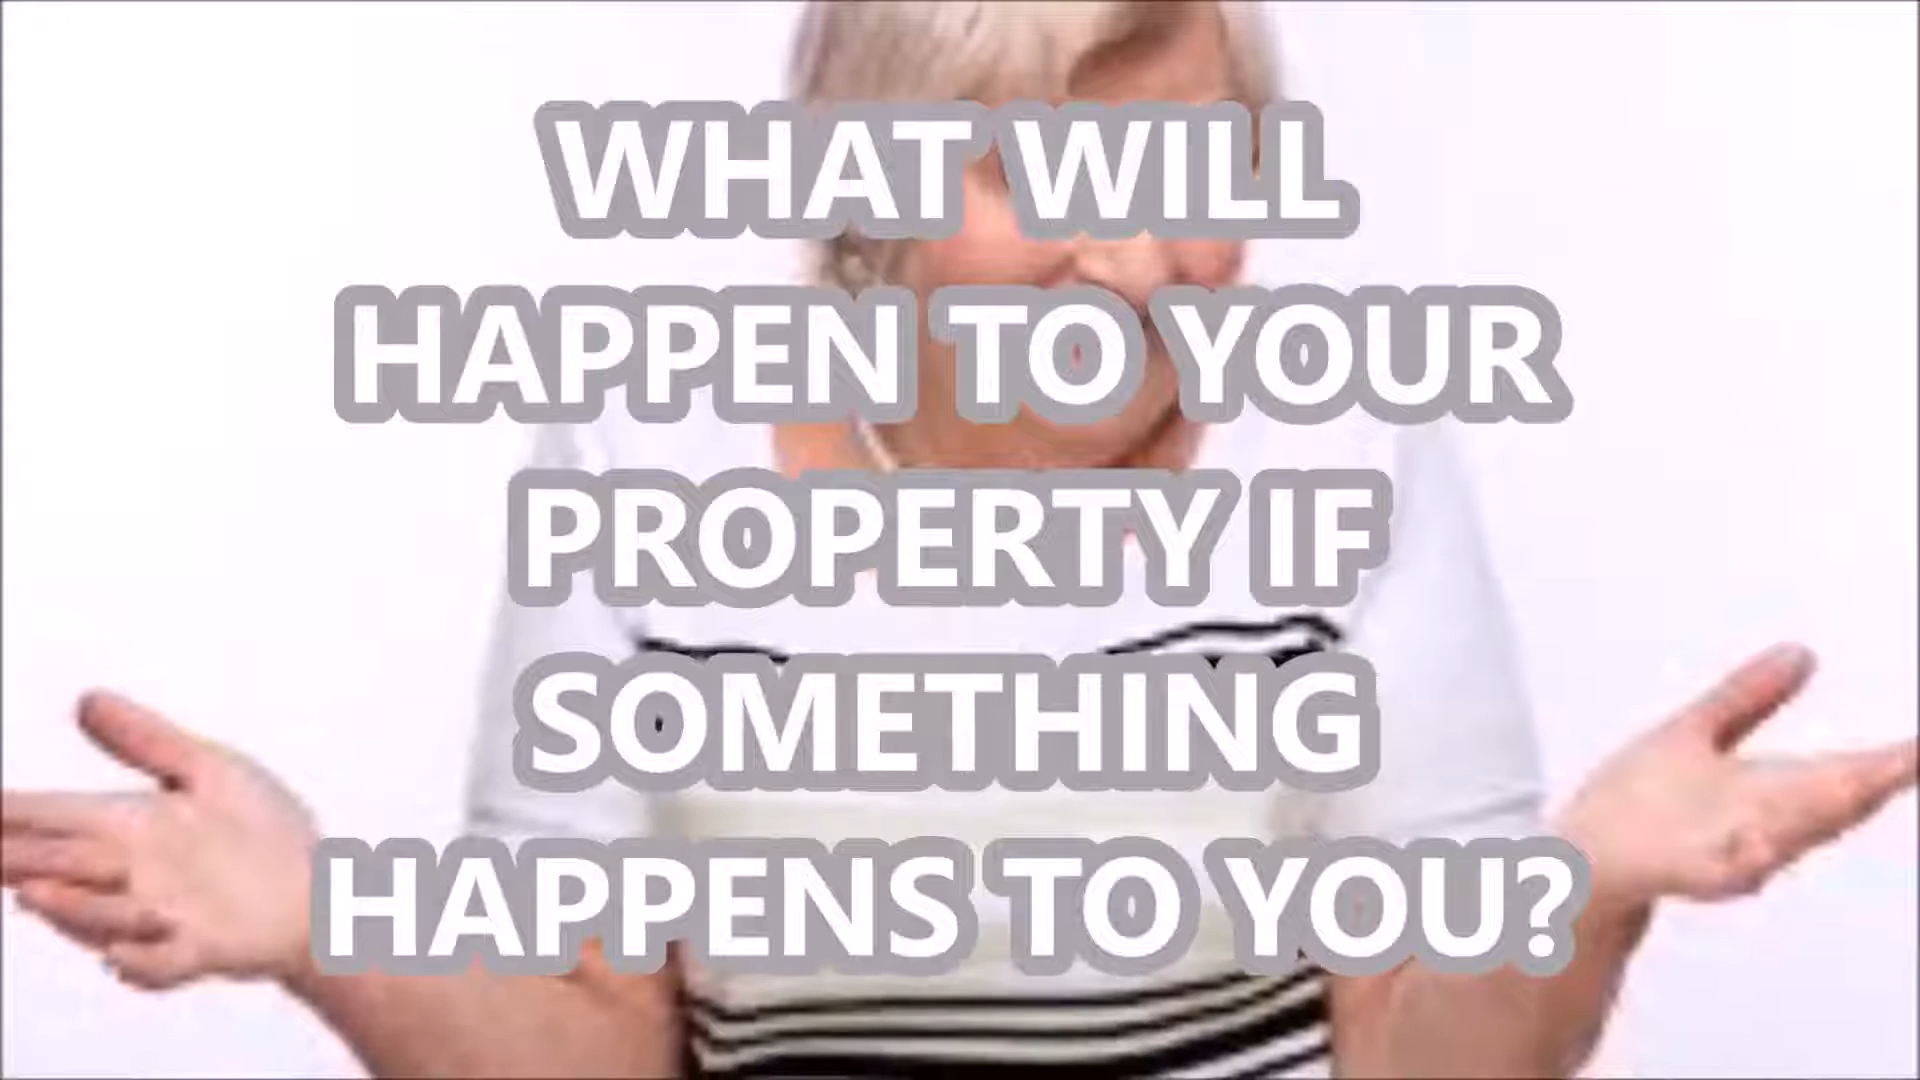 WHAT WILL
HAPPEN TO YOUR
PROPERTY IF
SOMETHING
HAPPENS TO YOU?